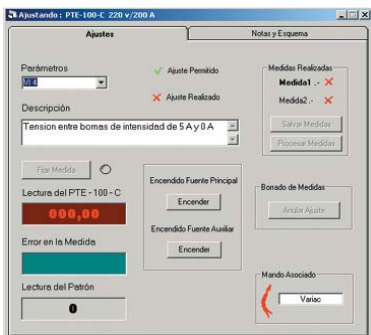 Ajustando : PTE-100-C 220 v/200 A
Ajustes
Notas y Esquema
Parámetros
Ajuste Permitido
Ajuste Realizado
Descripción
Tension entre bornas de intensidad de 5 A y 0 A
Fijar Medida
Lectura del PTE - 100 - C
000,00
Error en la Medida
Lectura del Patrón
0
Encendido Fuente Principal
Encender
Encendido Fuente Auxiliar
Encender
Medidas Realizadas
Medida1 .-
Medida2 .-
Salvar Medidas
Procesar Medidas
Borrado de Medidas
Anular Ajuste
Mando Asociado
Variac